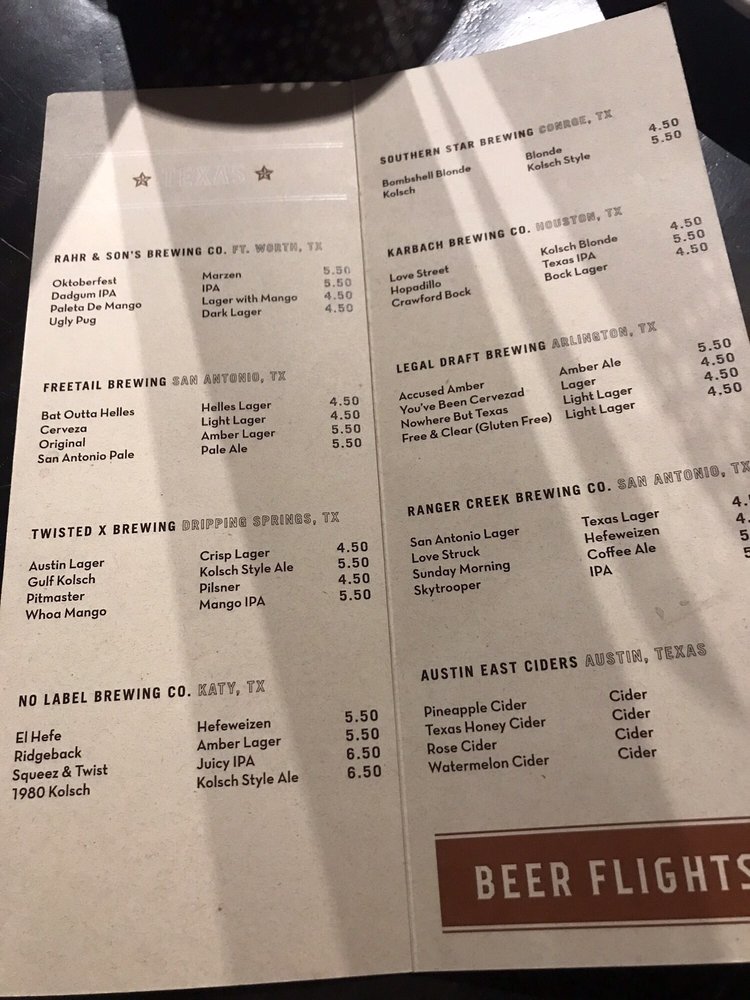 TEXAS
RAHR & SON'S BREWING CO. FT. WORTH, TX
Oktoberfest Marzen 5.50
Dadgum IPA IPA 5.50
Paleta De Mango Lager with Mango 4.50
Ugly Pug Dark Lager 4.50
FREETAIL BREWING SAN ANTONIO, TX
Bat Outta Helles Helles Lager 4.50
Cerveza Light Lager 4.50
Original Amber Lager 5.50
San Antonio Pale Pale Ale 5.50
TWISTED X BREWING DRIPPING SPRINGS, TX
Austin Lager Crisp Lager 4.50
Gulf Kolsch Kolsch Style Ale 5.50
Pitmaster Pilsner 4.50
Whoa Mango Mango IPA 5.50
NO LABEL BREWING CO. KATY, TX
El Hefe Hefeweizen 5.50
Ridgeback Amber Lager 5.50
Squeez & Twist Juicy IPA 6.50
1980 Kolsch Kolsch Style Ale 6.50
SOUTHERN STAR BREWING CONROE, TX
Bombshell Blonde Blonde 4.50
Kolsch Kolsch Style 5.50
KARBACH BREWING CO. HOUSTON, TX
Love Street Kolsch Blonde 4.50
Hopadillo Texas IPA 5.50
Crawford Bock Bock Lager 4.50
LEGAL DRAFT BREWING ARLINGTON, TX
Accused Amber Amber Ale 5.50
You've Been Cervezad Lager 4.50
Nowhere But Texas Light Lager 4.50
Free & Clear (Gluten Free) Light Lager 4.50
RANGER CREEK BREWING CO. SAN ANTONIO, TX
San Antonio Lager Texas Lager
Love Struck Hefeweizen
Sunday Morning Coffee Ale
Skytrooper IPA
AUSTIN EAST CIDERS AUSTIN, TEXAS
Pineapple Cider Cider
Texas Honey Cider Cider
Rose Cider Cider
Watermelon Cider Cider
BEER FLIGHTS